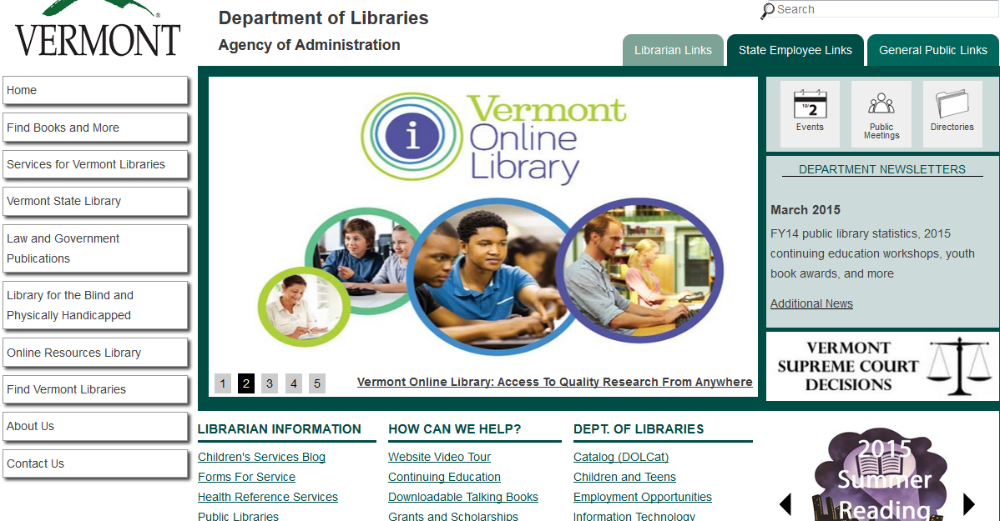 VERMONT
®
Department of Libraries
Agency of Administration
Search
Librarian Links
State Employee Links
General Public Links
Home
Find Books and More
Services for Vermont Libraries
Vermont State Library
Law and Government
Publications
Library for the Blind and
Physically Handicapped
Online Resources Library
Find Vermont Libraries
About Us
Contact Us
i
Vermont
Online
Library
1 2 3 4 5
Vermont Online Library: Access To Quality Research From Anywhere
12/2
Events
Public
Meetings
Directories
DEPARTMENT NEWSLETTERS
March 2015
FY14 public library statistics, 2015
continuing education workshops, youth
book awards, and more
Additional News
VERMONT
SUPREME COURT
DECISIONS
LIBRARIAN INFORMATION
Children's Services Blog
Forms For Service
Health Reference Services
Public Libraries
HOW CAN WE HELP?
Website Video Tour
Continuing Education
Downloadable Talking Books
Grants and Scholarships
DEPT. OF LIBRARIES
Catalog (DOLCat)
Children and Teens
Employment Opportunities
Information Technology
2015
Summer
Reading